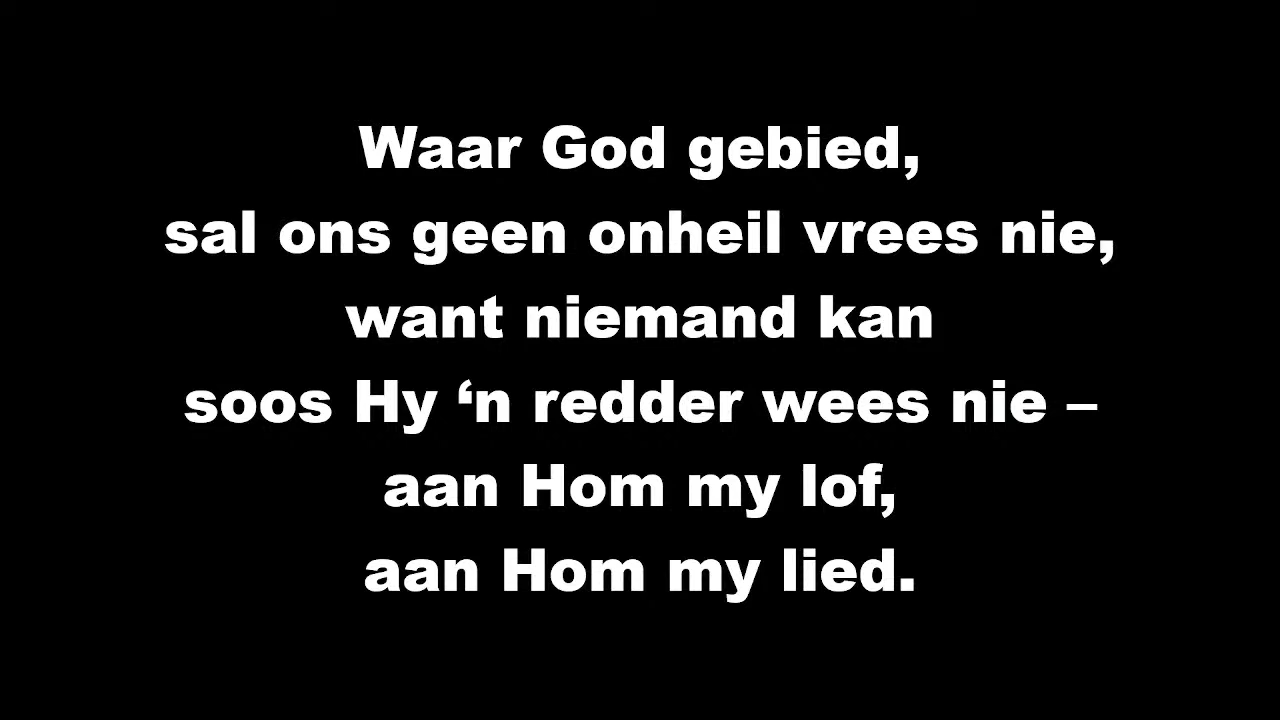 Waar God gebied,
sal ons geen onheil vrees nie,
want niemand kan
soos Hy ‘n redder wees nie –
aan Hom my lof,
aan Hom my lied.